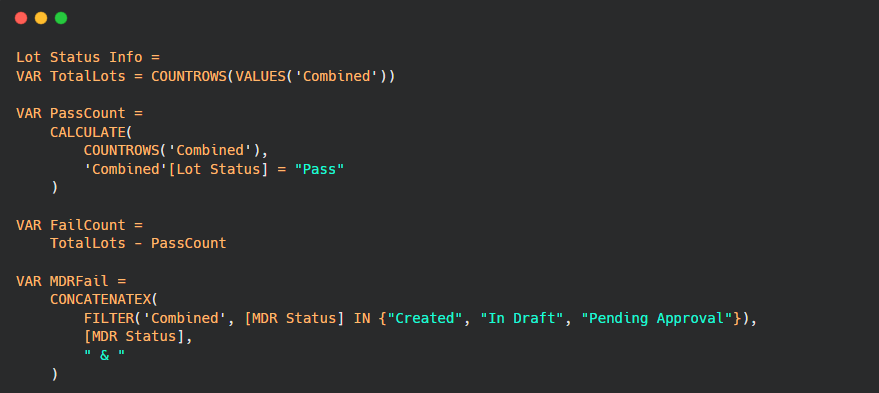 Lot Status Info =
VAR TotalLots = COUNTROWS(VALUES('Combined'))
VAR PassCount =
CALCULATE(
COUNTROWS('Combined'),
'Combined'[Lot Status] = "Pass"
)
VAR FailCount =
TotalLots - PassCount
VAR MDRFail =
CONCATENATEX(
FILTER('Combined', [MDR Status] IN {"Created", "In Draft", "Pending Approval"}),
[MDR Status],
" & "
)